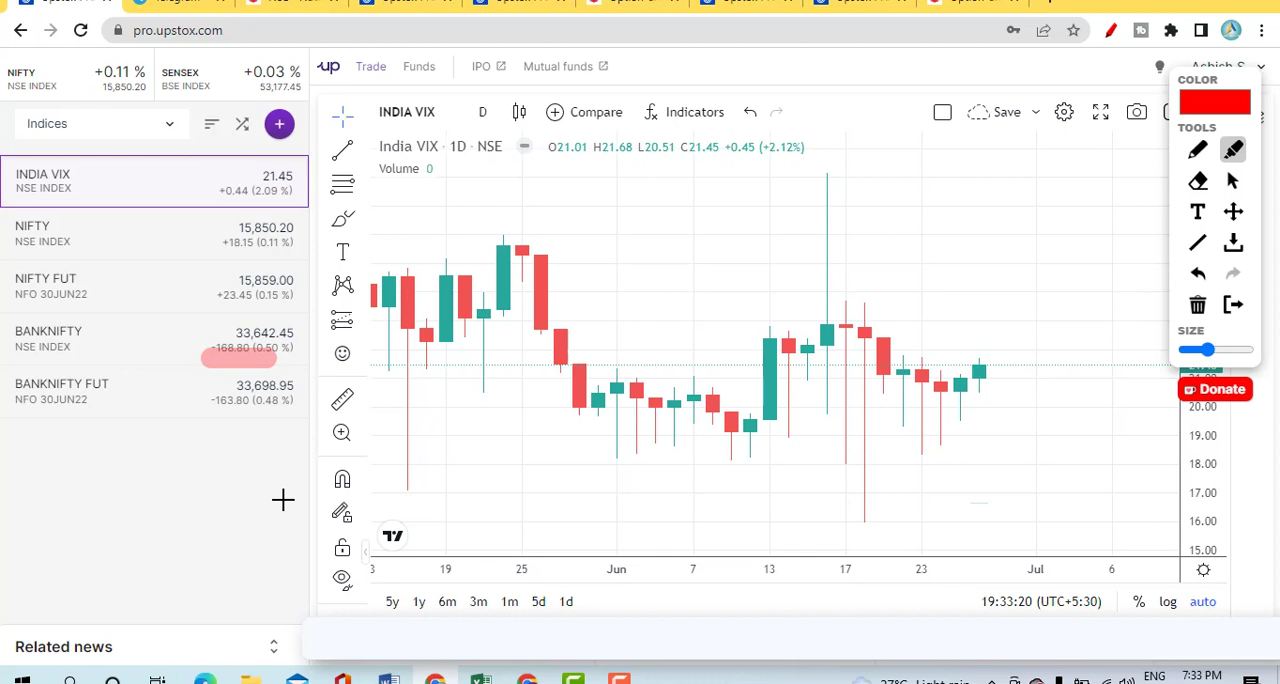 pro.upstox.com
NIFTY +0.11 % SENSEX +0.03 %
NSE INDEX 15,850.20 BSE INDEX 53,177.45
up Trade Funds IPO Mutual funds
COLOR
TOOLS
SIZE
Donate
Indices
INDIA VIX D Compare Indicators Save
India VIX · 1D · NSE O21.01 H21.68 L20.51 C21.45 +0.45 (+2.12%)
Volume 0
INDIA VIX 21.45
NSE INDEX +0.44 (2.09 %)
NIFTY 15,850.20
NSE INDEX +18.15 (0.11 %)
NIFTY FUT 15,859.00
NFO 30JUN22 +23.45 (0.15 %)
BANKNIFTY 33,642.45
NSE INDEX -168.80 (0.50 %)
BANKNIFTY FUT 33,698.95
NFO 30JUN22 -163.80 (0.48 %)
20.00
19.00
18.00
17.00
16.00
15.00
19 25 Jun 7 13 17 23 Jul 6
5y 1y 6m 3m 1m 5d 1d 19:33:20 (UTC+5:30) % log auto
Related news
27°C Light rain ENG 7:33 PM